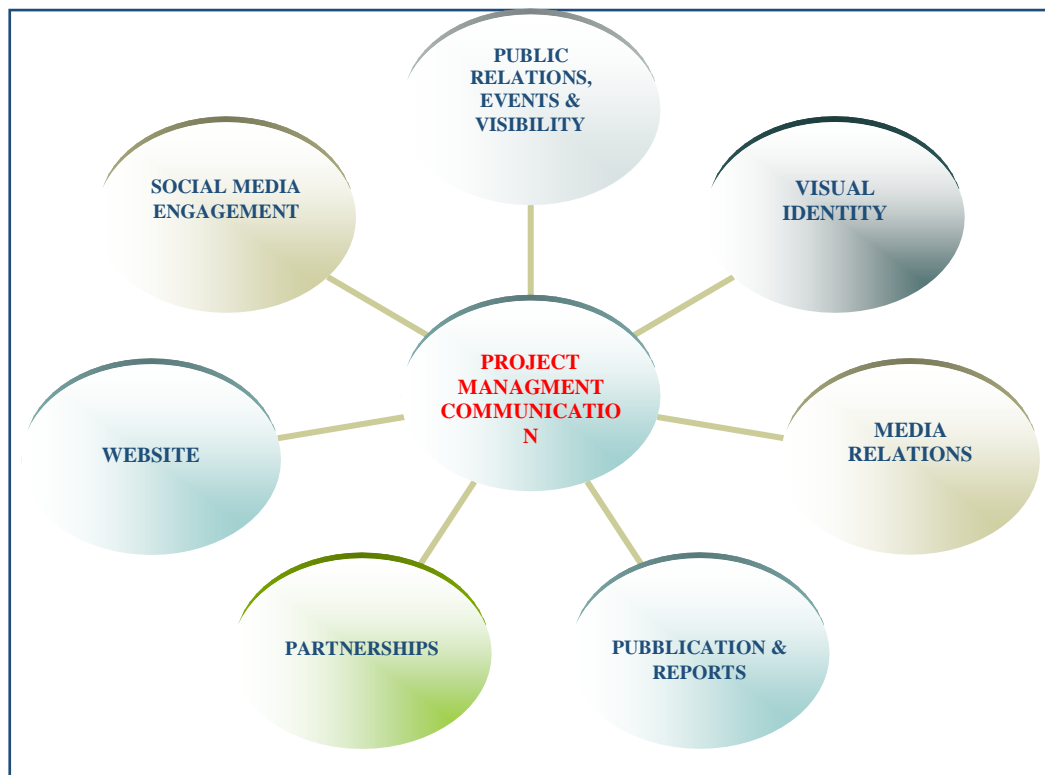 PUBLIC
RELATIONS,
EVENTS &
VISIBILITY
SOCIAL MEDIA
ENGAGEMENT
VISUAL
IDENTITY
PROJECT
MANAGMENT
COMMUNICATIO
N
WEBSITE
MEDIA
RELATIONS
PARTNERSHIPS
PUBBLICATION &
REPORTS